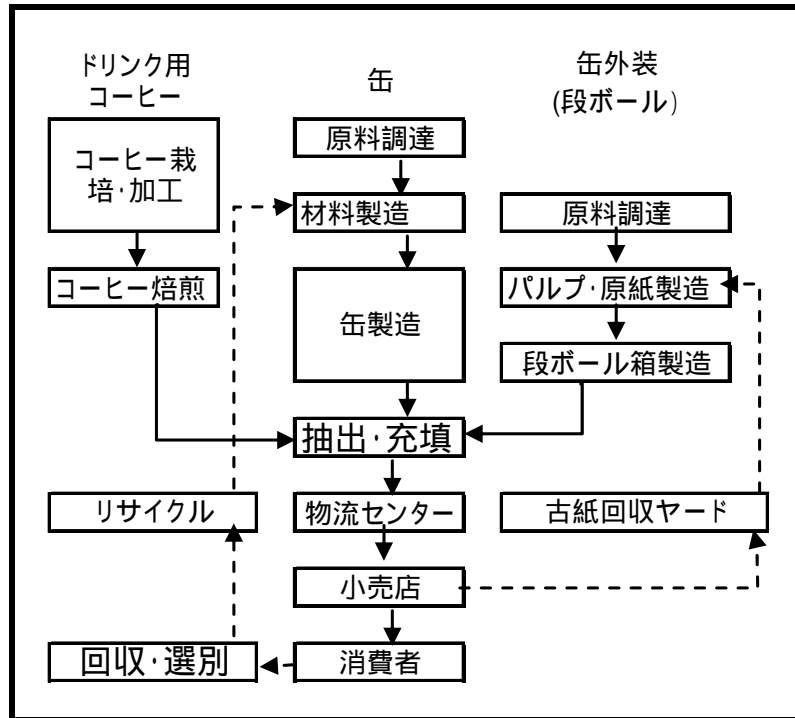 ドリンク用
コーヒー
缶
缶外装
(段ボール)
原料調達
コーヒー栽
培・加工
材料製造
原料調達
コーヒー焙煎
缶製造
パルプ・原紙製造
段ボール箱製造
抽出・充填
リサイクル
物流センター
古紙回収ヤード
小売店
回収・選別
消費者